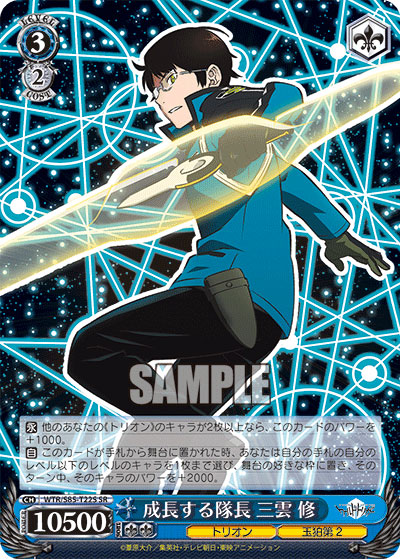 LEVEL
3
2
COST
SAMPLE
永 他のあなたの《トリオン》のキャラが2枚以上なら、このカードのパワーを
+1000。
自 このカードが手札から舞台に置かれた時、あなたは自分の手札の自分の
レベル以下のレベルのキャラを1枚まで選び、舞台の好きな枠に置き、その
ターン中、そのキャラのパワーを+2000。
CH WTR/S85-T22S SR
10500
成長する隊長 三雲 修
トリオン
玉狛第2
©葦原大介/集英社・テレビ朝日・東映アニメーション